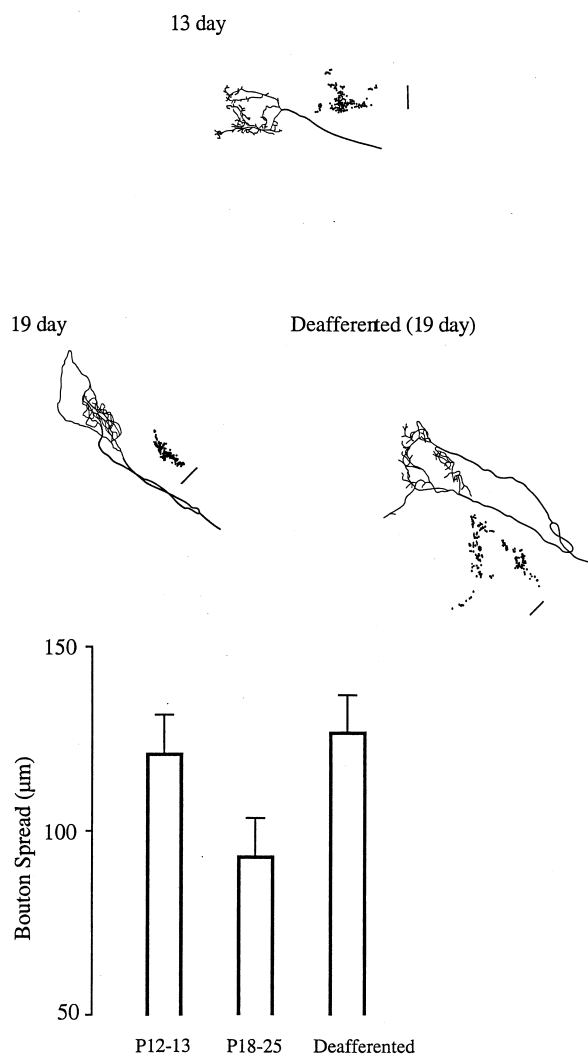 13 day
19 day
Deafferented (19 day)
150
100
50
Bouton Spread (μm)
P12-13
P18-25
Deafferented